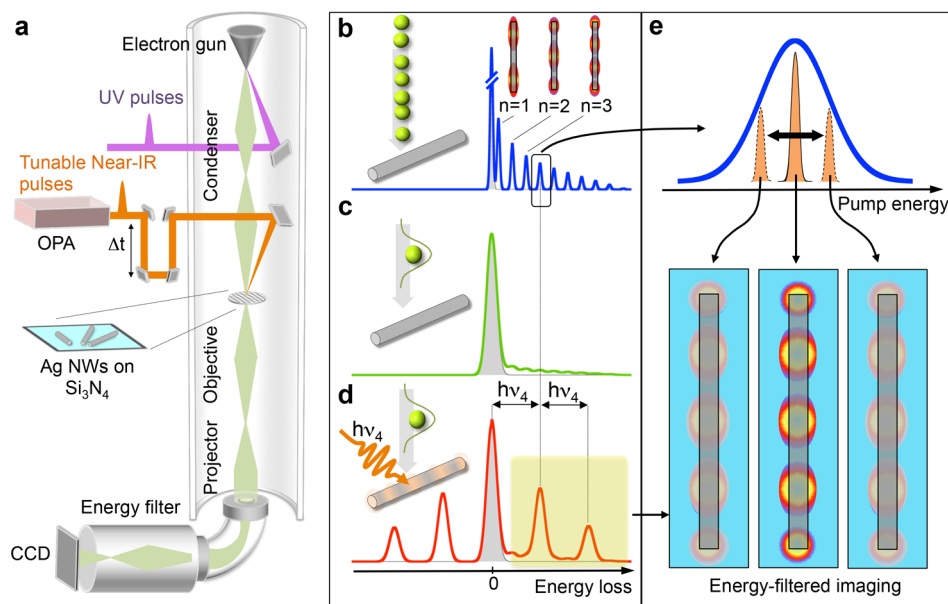 a
Electron gun
UV pulses
Tunable Near-IR
pulses
OPA
Δt
Condenser
Ag NWs on
Si3N4
Objective
Projector
Energy filter
CCD
b
n=1
n=2
n=3
c
d
hν4
hν4
hν4
0
Energy loss
e
Pump energy
Energy-filtered imaging